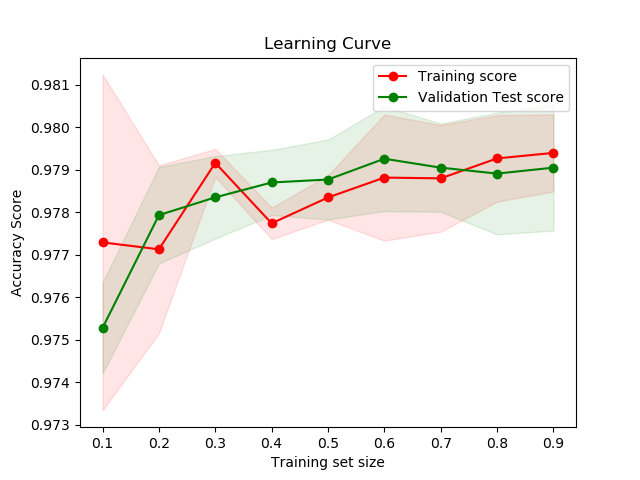 Learning Curve
Training score
Validation Test score
0.981
0.980
0.979
0.978
0.977
0.976
0.975
0.974
0.973
Accuracy Score
0.1 0.2 0.3 0.4 0.5 0.6 0.7 0.8 0.9
Training set size